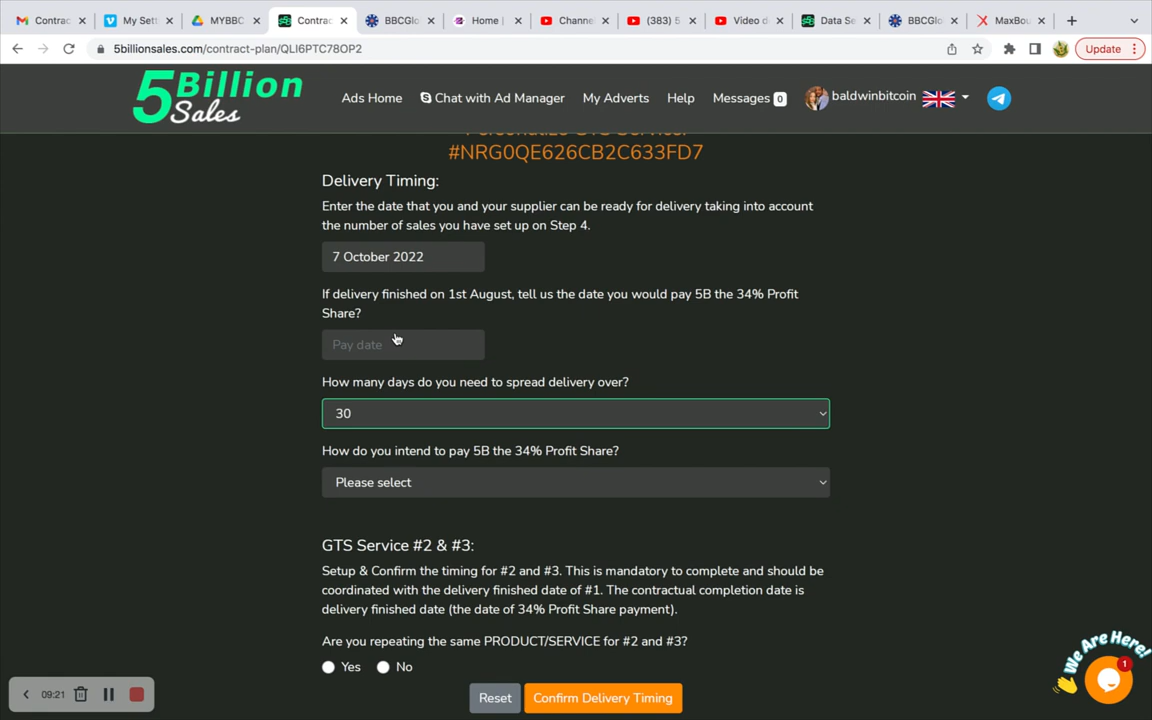 Contrac
My Set
MYBBC
Contrac
BBCGlo
Home |
Channe
(383) 5
Video d
Data Se
BBCGlo
MaxBou
5billionsales.com/contract-plan/QLI6PTC78OP2
Update
5Billion
Sales
Ads Home
Chat with Ad Manager
My Adverts
Help
Messages 0
baldwinbitcoin
#NRG0QE626CB2C633FD7
Delivery Timing:
Enter the date that you and your supplier can be ready for delivery taking into account
the number of sales you have set up on Step 4.
7 October 2022
If delivery finished on 1st August, tell us the date you would pay 5B the 34% Profit
Share?
Pay date
How many days do you need to spread delivery over?
30
How do you intend to pay 5B the 34% Profit Share?
Please select
GTS Service #2 & #3:
Setup & Confirm the timing for #2 and #3. This is mandatory to complete and should be
coordinated with the delivery finished date of #1. The contractual completion date is
delivery finished date (the date of 34% Profit Share payment).
Are you repeating the same PRODUCT/SERVICE for #2 and #3?
Yes
No
Reset
Confirm Delivery Timing
We Are Here!
1
09:21